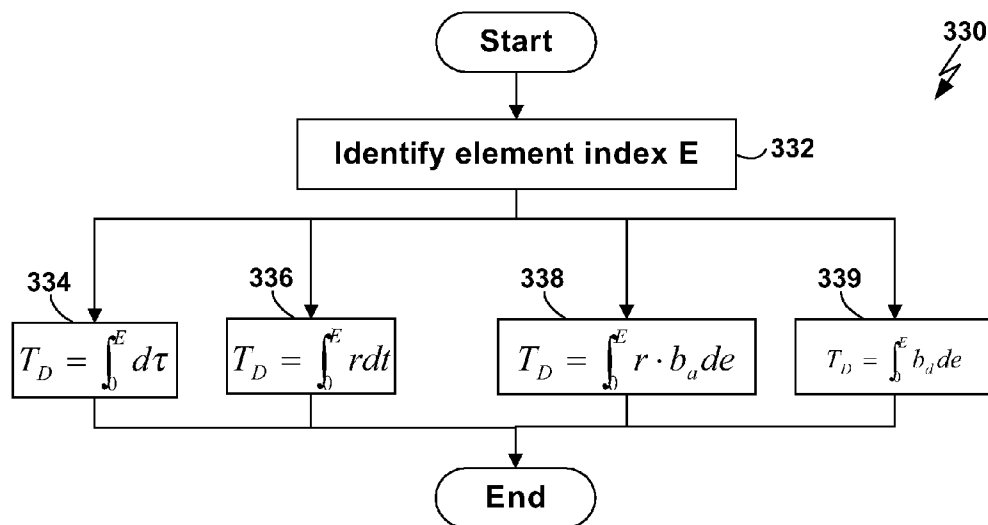 Start
330
Identify element index E
332
334
336
338
339
T_D = ∫_0^E dτ
T_D = ∫_0^E rdt
T_D = ∫_0^E r · b_a de
T_D = ∫_0^E b_d de
End